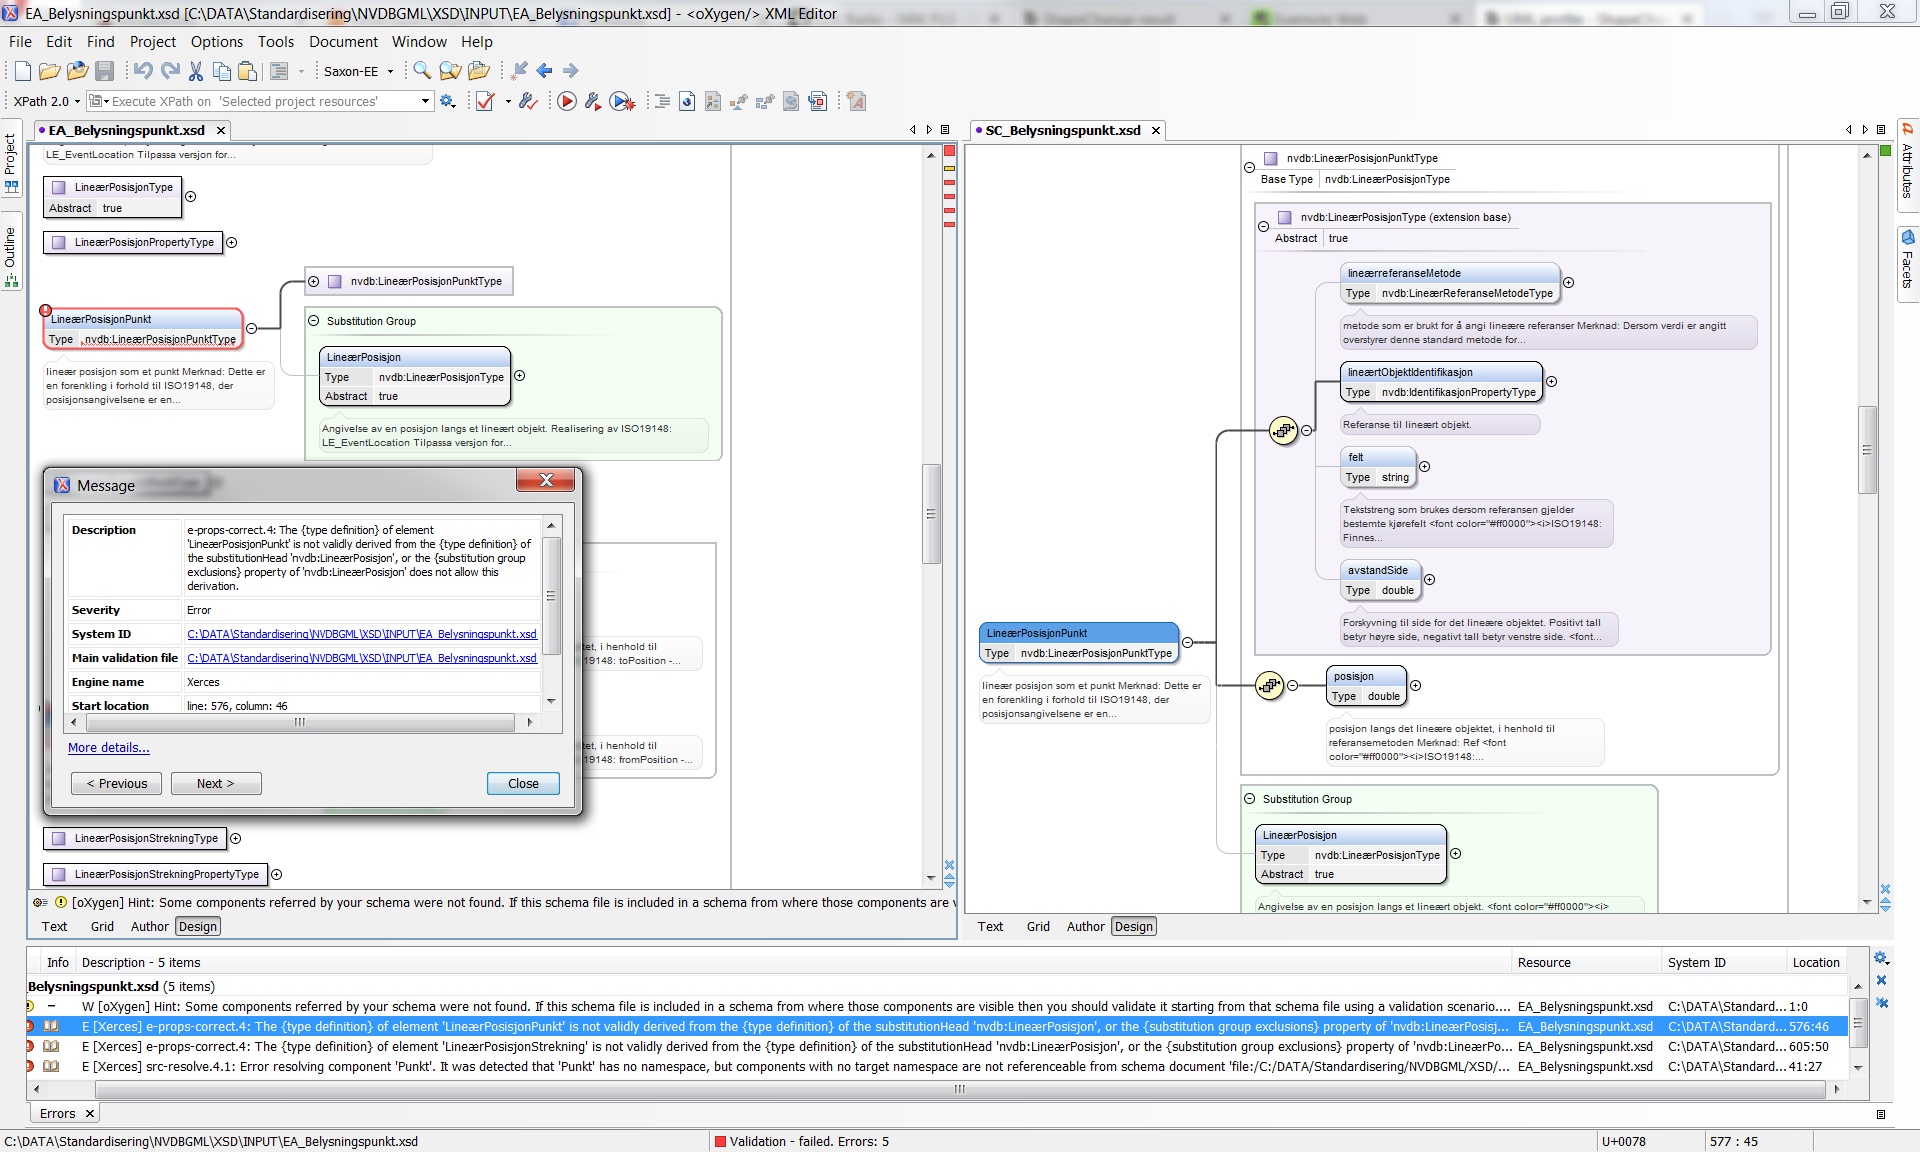 EA_Belysningspunkt.xsd [C:\DATA\Standardisering\NVDBGML\XSD\INPUT\EA_Belysningspunkt.xsd] - <oXygen/> XML Editor
File Edit Find Project Options Tools Document Window Help
Saxon-EE
XPath 2.0 Execute XPath on 'Selected project resources'
Project
Outline
EA_Belysningspunkt.xsd
LE_EventLocation Tilpassa versjon for...
LineærPosisjonType
Abstract true
LineærPosisjonPropertyType
nvdb:LineærPosisjonPunktType
LineærPosisjonPunkt
Type nvdb:LineærPosisjonPunktType
lineær posisjon som et punkt Merknad: Dette er
en forenkling i forhold til ISO19148, der
posisjonsangivelsene er en...
Substitution Group
LineærPosisjon
Type nvdb:LineærPosisjonType
Abstract true
Angivelse av en posisjon langs et lineært objekt. Realisering av ISO19148:
LE_EventLocation Tilpassa versjon for...
Message
Description e-props-correct.4: The {type definition} of element
'LineærPosisjonPunkt' is not validly derived from the {type definition} of
the substitutionHead 'nvdb:LineærPosisjon', or the {substitution group
exclusions} property of 'nvdb:LineærPosisjon' does not allow this
derivation.
Severity Error
System ID C:\DATA\Standardisering\NVDBGML\XSD\INPUT\EA_Belysningspunkt.xsd
Main validation file C:\DATA\Standardisering\NVDBGML\XSD\INPUT\EA_Belysningspunkt.xsd
Engine name Xerces
Start location line: 576, column: 46
More details...
< Previous Next > Close
tet, i henhold til
19148: toPosition -...
tet, i henhold til
19148: fromPosition -...
LineærPosisjonStrekningType
LineærPosisjonStrekningPropertyType
[oXygen] Hint: Some components referred by your schema were not found. If this schema file is included in a schema from where those components are v
Text Grid Author Design
SC_Belysningspunkt.xsd
nvdb:LineærPosisjonPunktType
Base Type nvdb:LineærPosisjonType
nvdb:LineærPosisjonType (extension base)
Abstract true
lineærreferanseMetode
Type nvdb:LineærReferanseMetodeType
metode som er brukt for å angi lineære referanser Merknad: Dersom verdi er angitt
overstyrer denne standard metode for...
lineærtObjektIdentifikasjon
Type nvdb:IdentifikasjonPropertyType
Referanse til lineært objekt.
felt
Type string
Tekststreng som brukes dersom referansen gjelder
bestemte kjørefelt <font color="#ff0000"><i>ISO19148:
Finnes...
avstandSide
Type double
Forskyvning til side for det lineære objektet. Positivt tall
betyr høyre side, negativt tall betyr venstre side. <font...
LineærPosisjonPunkt
Type nvdb:LineærPosisjonPunktType
lineær posisjon som et punkt Merknad: Dette er
en forenkling i forhold til ISO19148, der
posisjonsangivelsene er en...
posisjon
Type double
posisjon langs det lineære objektet, i henhold til
referansemetoden Merknad: Ref <font
color="#ff0000"><i>ISO19148:...
Substitution Group
LineærPosisjon
Type nvdb:LineærPosisjonType
Abstract true
Angivelse av en posisjon langs et lineært objekt. <font color="#ff0000"><i>
Text Grid Author Design
Attributes
Facets
Info Description - 5 items Resource System ID Location
Belysningspunkt.xsd (5 items)
W [oXygen] Hint: Some components referred by your schema were not found. If this schema file is included in a schema from where those components are visible then you should validate it starting from that schema file using a validation scenario.... EA_Belysningspunkt.xsd C:\DATA\Standard... 1:0
E [Xerces] e-props-correct.4: The {type definition} of element 'LineærPosisjonPunkt' is not validly derived from the {type definition} of the substitutionHead 'nvdb:LineærPosisjon', or the {substitution group exclusions} property of 'nvdb:LineærPosisj... EA_Belysningspunkt.xsd C:\DATA\Standard... 576:46
E [Xerces] e-props-correct.4: The {type definition} of element 'LineærPosisjonStrekning' is not validly derived from the {type definition} of the substitutionHead 'nvdb:LineærPosisjon', or the {substitution group exclusions} property of 'nvdb:LineærPo... EA_Belysningspunkt.xsd C:\DATA\Standard... 605:50
E [Xerces] src-resolve.4.1: Error resolving component 'Punkt'. It was detected that 'Punkt' has no namespace, but components with no target namespace are not referenceable from schema document 'file:/C:/DATA/Standardisering/NVDBGML/XSD/... EA_Belysningspunkt.xsd C:\DATA\Standard... 41:27
Errors
C:\DATA\Standardisering\NVDBGML\XSD\INPUT\EA_Belysningspunkt.xsd Validation - failed. Errors: 5 U+0078 577 : 45